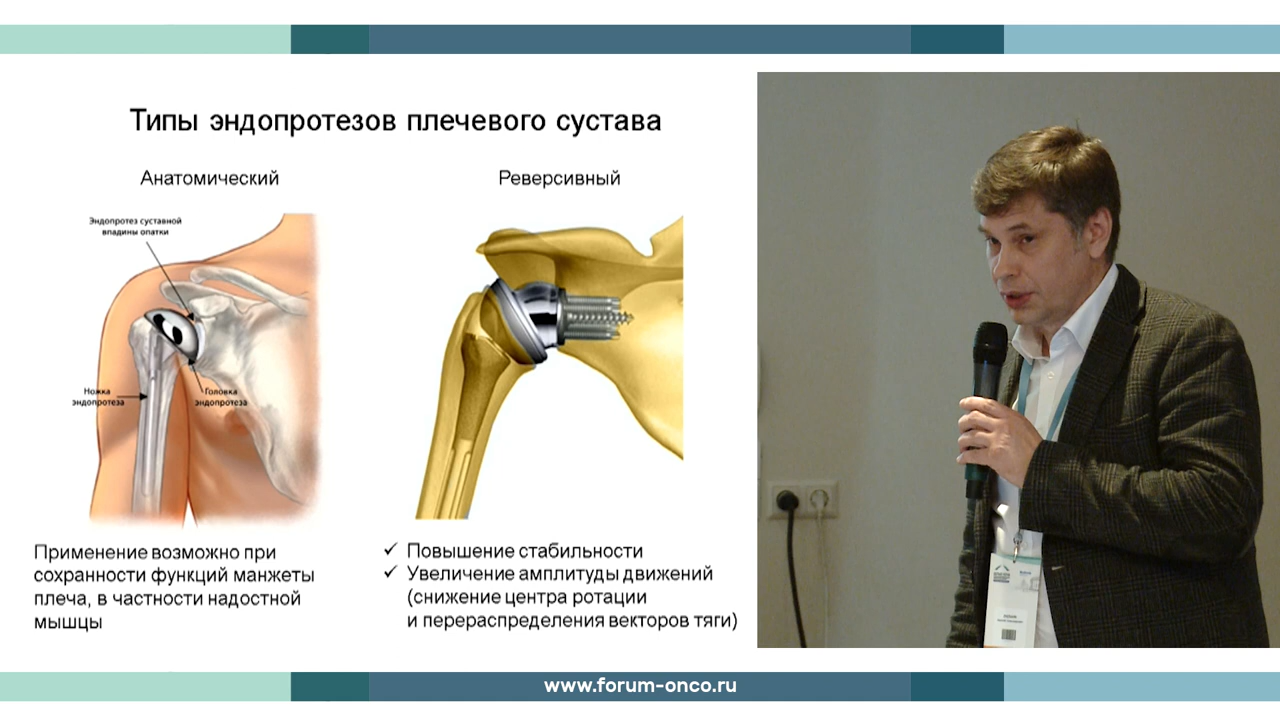 Типы эндопротезов плечевого сустава
Анатомический
Эндопротез суставной
впадины опатки
Ножка
эндопротеза
Головка
эндопротеза
Применение возможно при
сохранности функций манжеты
плеча, в частности надостной
мышцы
Реверсивный
✓ Повышение стабильности
✓ Увеличение амплитуды движений
(снижение центра ротации
и перераспределения векторов тяги)
www.forum-onco.ru